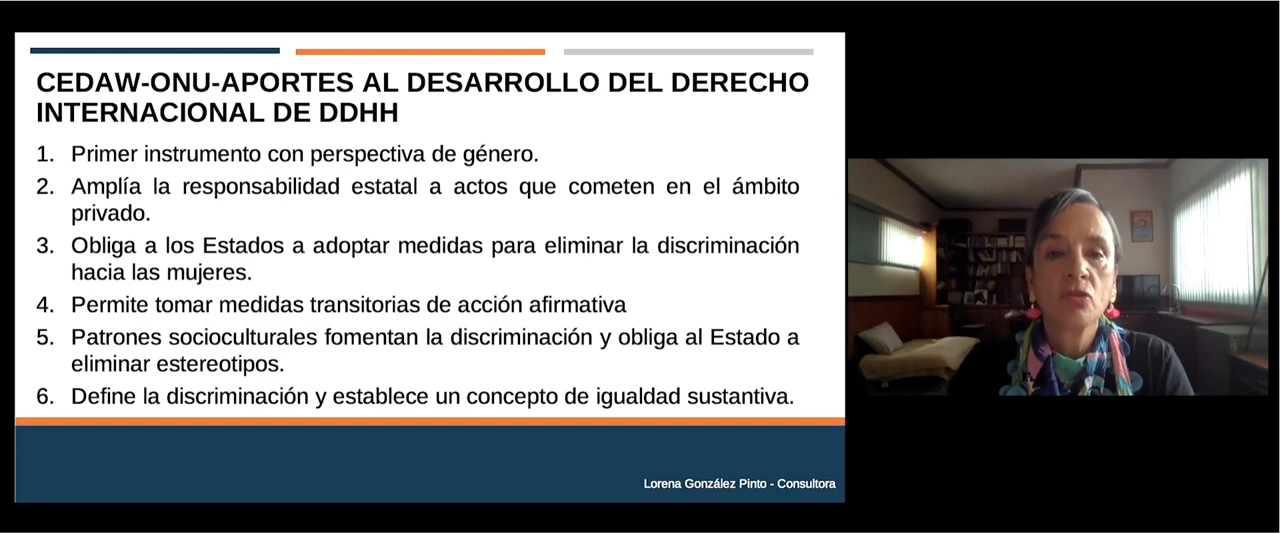 CEDAW-ONU-APORTES AL DESARROLLO DEL DERECHO
INTERNACIONAL DE DDHH
1. Primer instrumento con perspectiva de género.
2. Amplía la responsabilidad estatal a actos que cometen en el ámbito
privado.
3. Obliga a los Estados a adoptar medidas para eliminar la discriminación
hacia las mujeres.
4. Permite tomar medidas transitorias de acción afirmativa
5. Patrones socioculturales fomentan la discriminación y obliga al Estado a
eliminar estereotipos.
6. Define la discriminación y establece un concepto de igualdad sustantiva.
Lorena González Pinto - Consultora